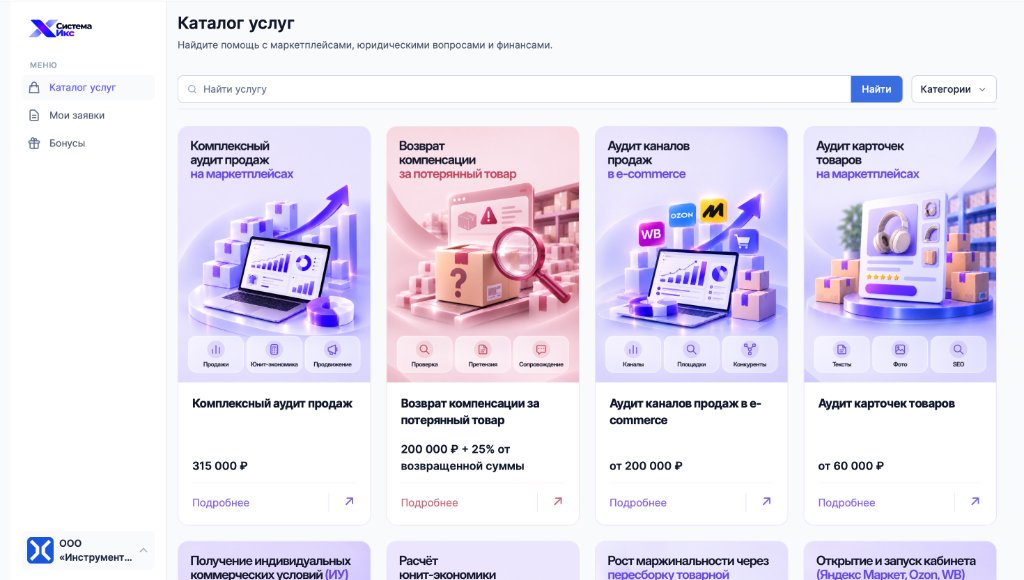 Система
Икс
МЕНЮ
Каталог услуг
Мои заявки
Бонусы
ООО
«Инструмент...
Каталог услуг
Найдите помощь с маркетплейсами, юридическими вопросами и финансами.
Найти услугу
Найти
Категории
Комплексный
аудит продаж
на маркетплейсах
Продажи
Юнит-экономика
Продвижение
Комплексный аудит продаж
315 000 ₽
Подробнее
Возврат
компенсации
за потерянный товар
?
Проверка
Претензия
Сопровождение
Возврат компенсации за
потерянный товар
200 000 ₽ + 25% от
возвращенной суммы
Подробнее
Аудит каналов
продаж
в e-commerce
WB
OZON
Каналы
Площадки
Конкуренты
Аудит каналов продаж в e-
commerce
от 200 000 ₽
Подробнее
Аудит карточек
товаров
на маркетплейсах
Тексты
Фото
SEO
Аудит карточек товаров
от 60 000 ₽
Подробнее
Получение индивидуальных
коммерческих условий (ИУ)
Расчёт
юнит-экономики
Рост маржинальности через
пересборку товарной
Открытие и запуск кабинета
(Яндекс Маркет, Ozon, WB)